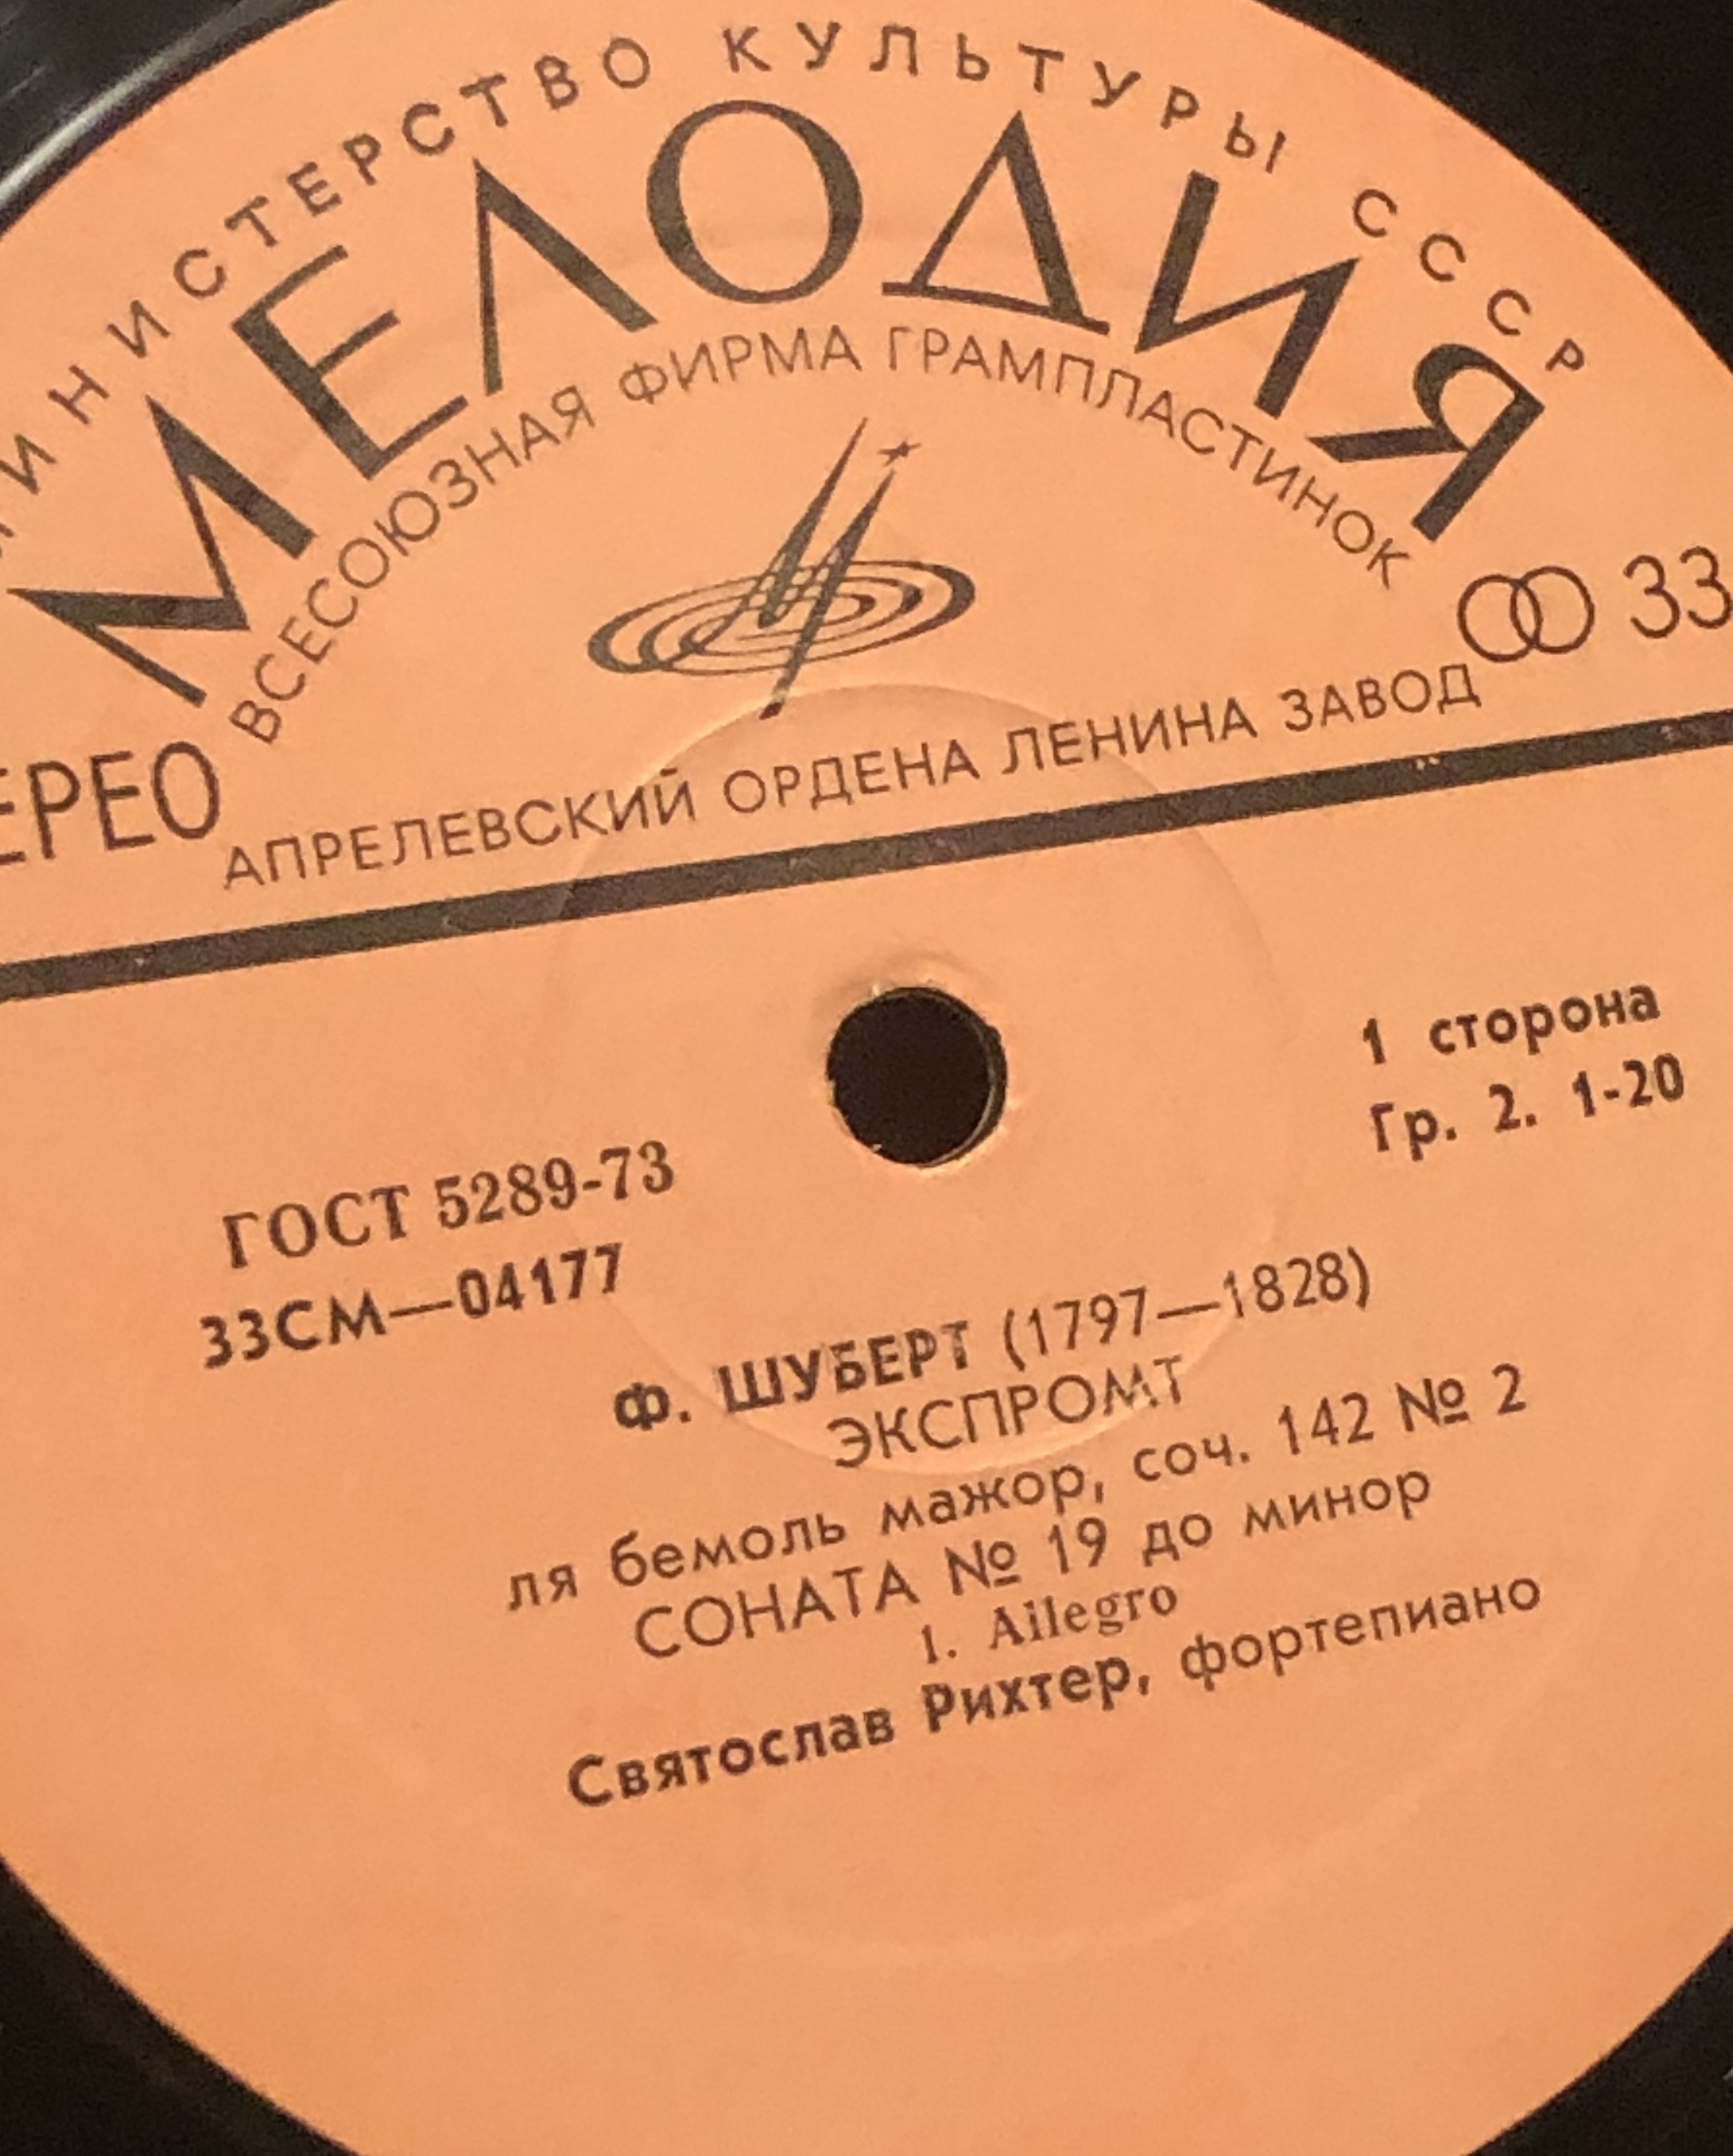 МИНИСТЕРСТВО КУЛЬТУРЫ СССР
МЕЛОДИЯ
ВСЕСОЮЗНАЯ ФИРМА ГРАМПЛАСТИНОК
ЕРЕО
33
АПРЕЛЕВСКИЙ ОРДЕНА ЛЕНИНА ЗАВОД
1 сторона
Гр. 2. 1-20
ГОСТ 5289-73
33СМ—04177
Ф. ШУБЕРТ (1797—1828)
ЭКСПРОМТ
ля бемоль мажор, соч. 142 № 2
СОНАТА № 19 до минор
1. Ailegro
Святослав Рихтер, фортепиано